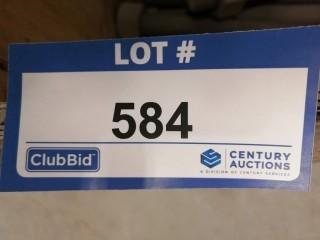 LOT #
584
ClubBid
CENTURY
AUCTIONS
A DIVISION OF CENTURY SERVICES